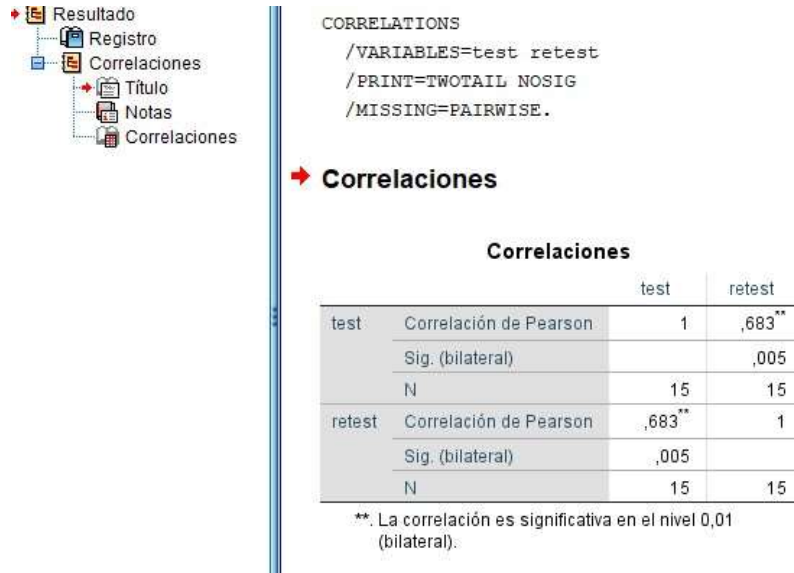 Resultado
Registro
Correlaciones
Título
Notas
Correlaciones
CORRELATIONS
/VARIABLES=test retest
/PRINT=TWOTAIL NOSIG
/MISSING=PAIRWISE.
Correlaciones
Correlaciones
test retest
test Correlación de Pearson 1 ,683**
Sig. (bilateral) ,005
N 15 15
retest Correlación de Pearson ,683** 1
Sig. (bilateral) ,005
N 15 15
**. La correlación es significativa en el nivel 0,01
(bilateral).